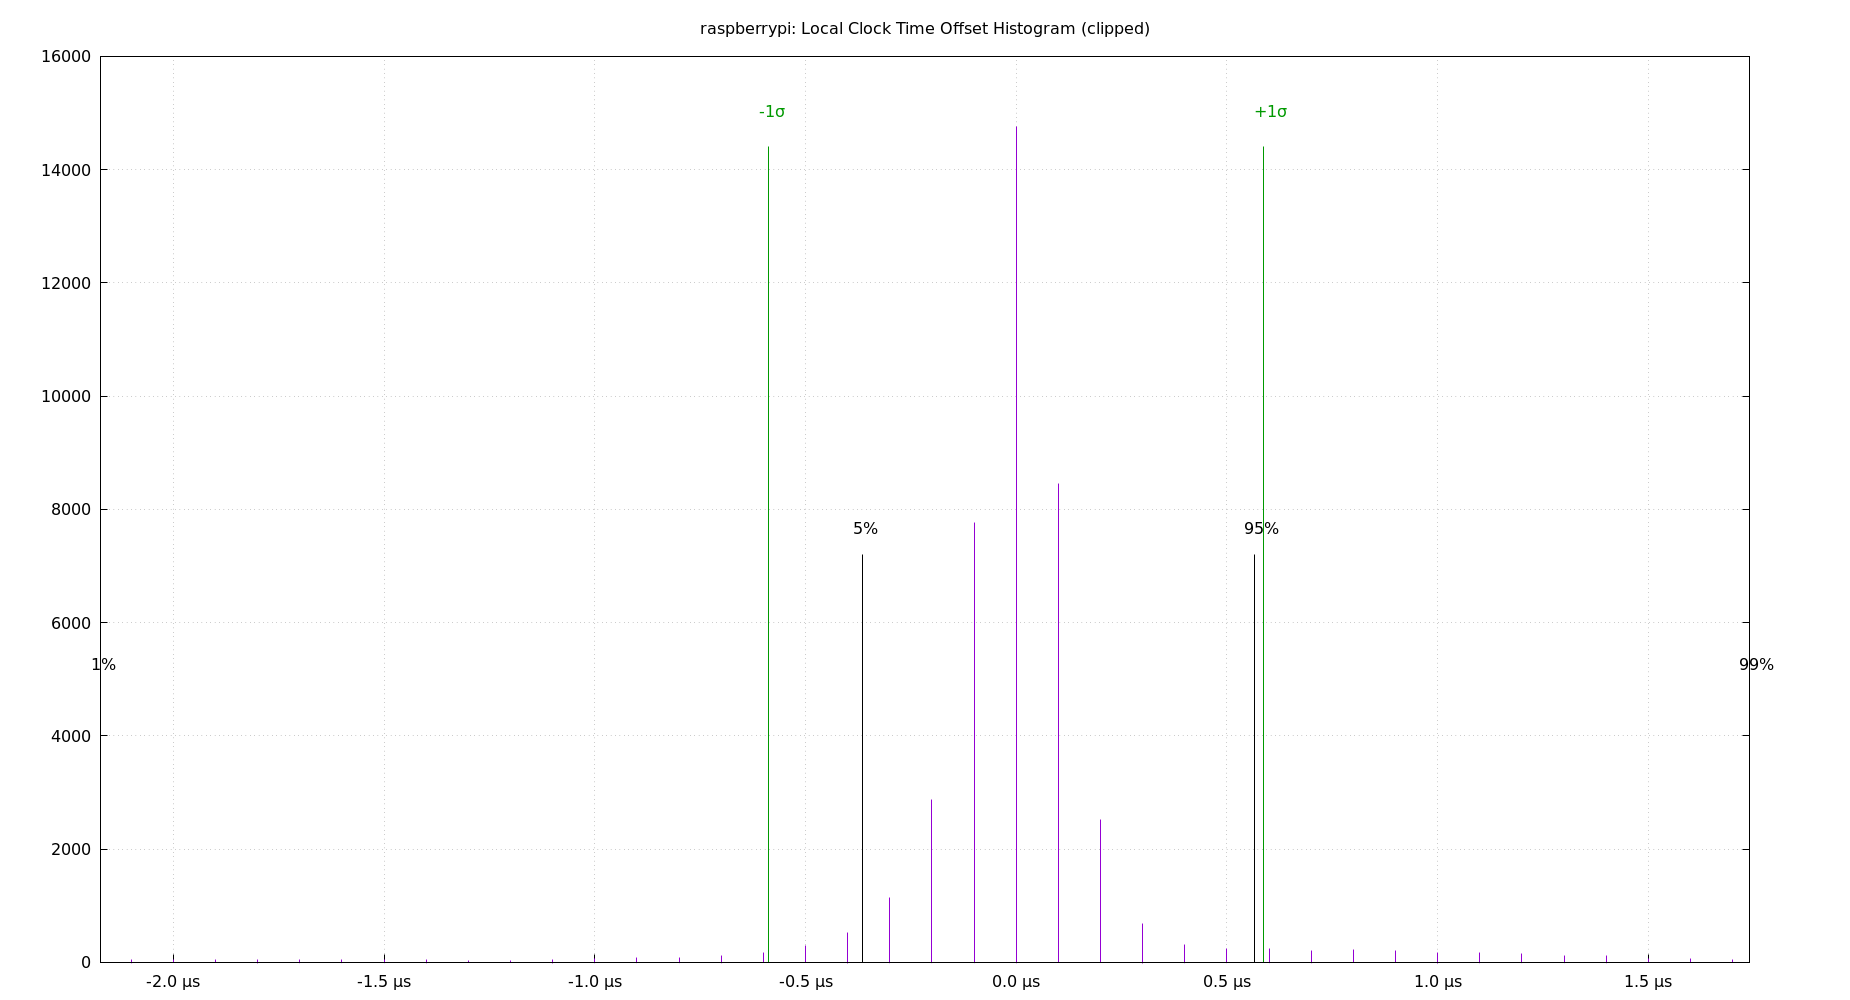 raspberrypi: Local Clock Time Offset Histogram (clipped)
16000
-1σ
+1σ
14000
12000
10000
8000
5%
95%
6000
1%
99%
4000
2000
0
-2.0 µs
-1.5 µs
-1.0 µs
-0.5 µs
0.0 µs
0.5 µs
1.0 µs
1.5 µs